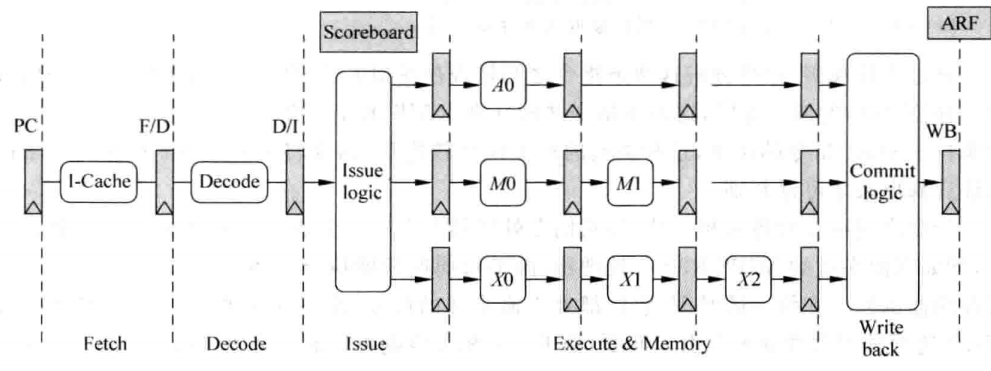 Scoreboard
ARF
PC
F/D
D/I
WB
A0
I-Cache
Decode
Issue
logic
M0
M1
Commit
logic
X0
X1
X2
Fetch
Decode
Issue
Execute & Memory
Write
back